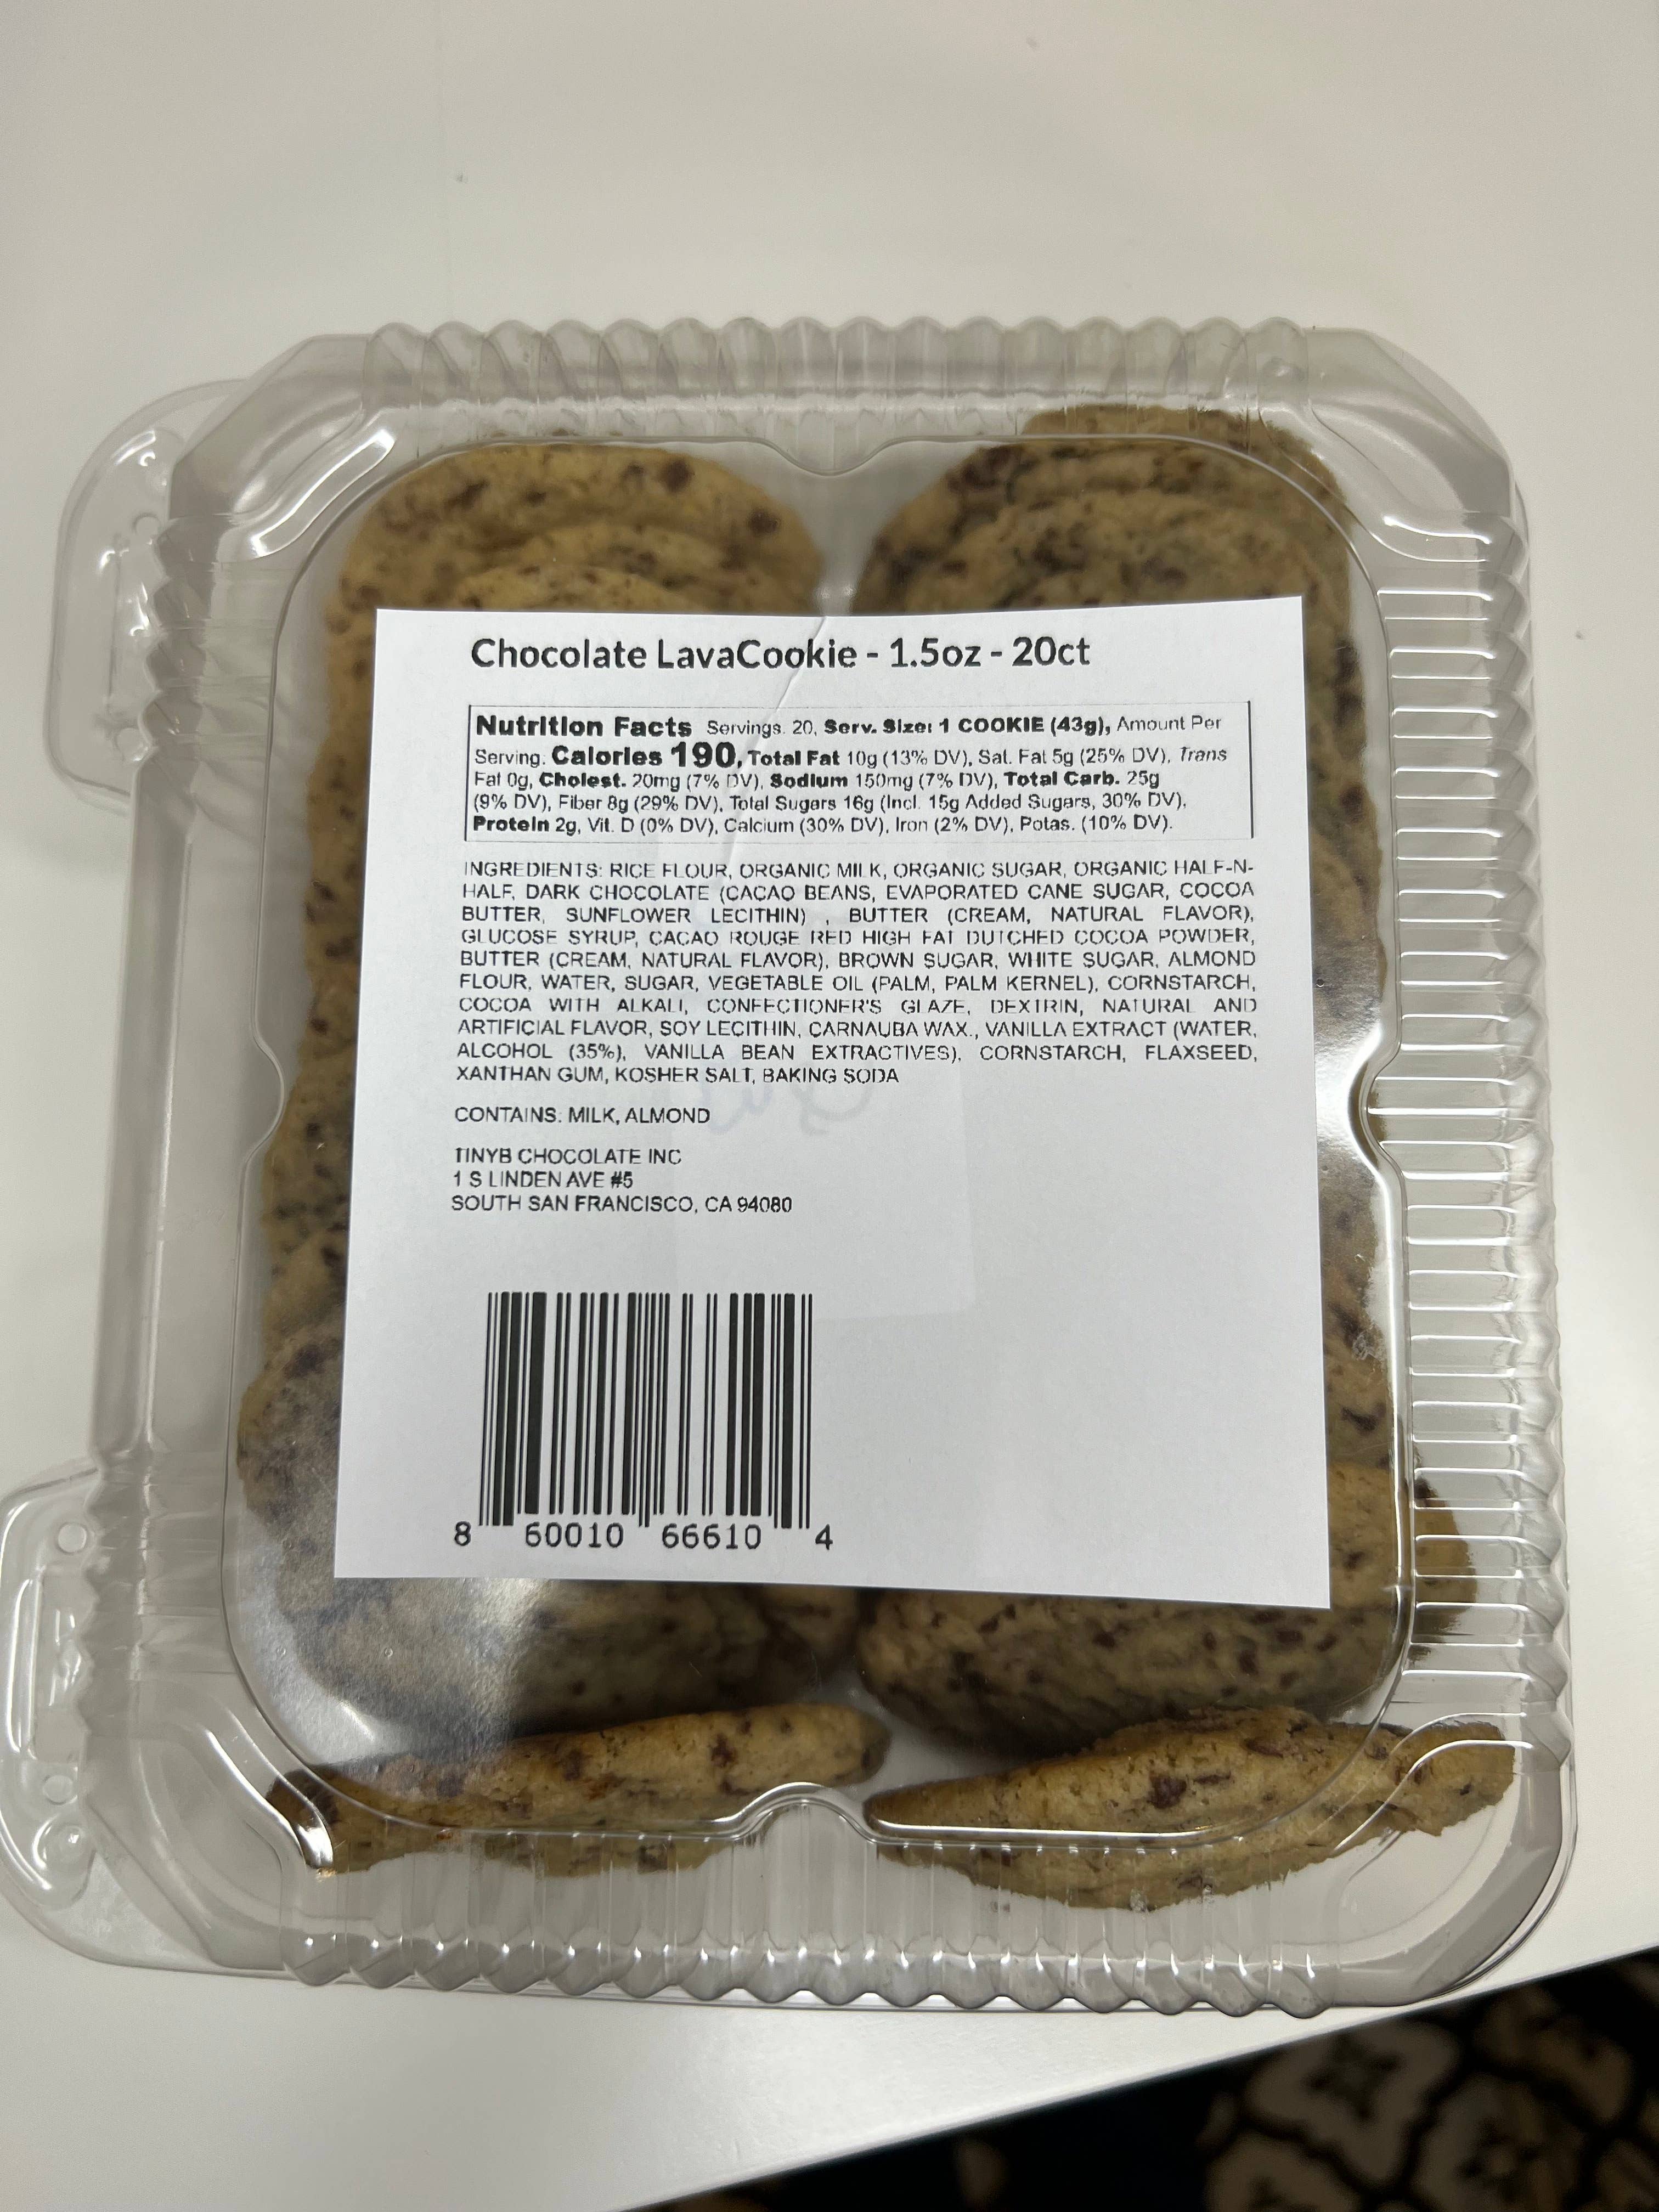 Chocolate LavaCookie - 1.5oz - 20ct
Nutrition Facts Servings: 20, Serv. Size: 1 COOKIE (43g), Amount Per
Serving: Calories 190, Total Fat 10g (13% DV), Sat. Fat 5g (25% DV), Trans
Fat 0g, Cholest. 20mg (7% DV), Sodium 150mg (7% DV), Total Carb. 25g
(9% DV), Fiber 8g (29% DV), Total Sugars 16g (Incl. 15g Added Sugars, 30% DV),
Protein 2g, Vit. D (0% DV), Calcium (30% DV), Iron (2% DV), Potas. (10% DV).
INGREDIENTS: RICE FLOUR, ORGANIC MILK, ORGANIC SUGAR, ORGANIC HALF-N-
HALF, DARK CHOCOLATE (CACAO BEANS, EVAPORATED CANE SUGAR, COCOA
BUTTER, SUNFLOWER LECITHIN) , BUTTER (CREAM, NATURAL FLAVOR),
GLUCOSE SYRUP, CACAO ROUGE RED HIGH FAT DUTCHED COCOA POWDER,
BUTTER (CREAM, NATURAL FLAVOR), BROWN SUGAR, WHITE SUGAR, ALMOND
FLOUR, WATER, SUGAR, VEGETABLE OIL (PALM, PALM KERNEL), CORNSTARCH,
COCOA WITH ALKALI, CONFECTIONER'S GLAZE, DEXTRIN, NATURAL AND
ARTIFICIAL FLAVOR, SOY LECITHIN, CARNAUBA WAX., VANILLA EXTRACT (WATER,
ALCOHOL (35%), VANILLA BEAN EXTRACTIVES), CORNSTARCH, FLAXSEED,
XANTHAN GUM, KOSHER SALT, BAKING SODA
CONTAINS: MILK, ALMOND
TINYB CHOCOLATE INC
1 S LINDEN AVE #5
SOUTH SAN FRANCISCO, CA 94080
8 60010 66610 4